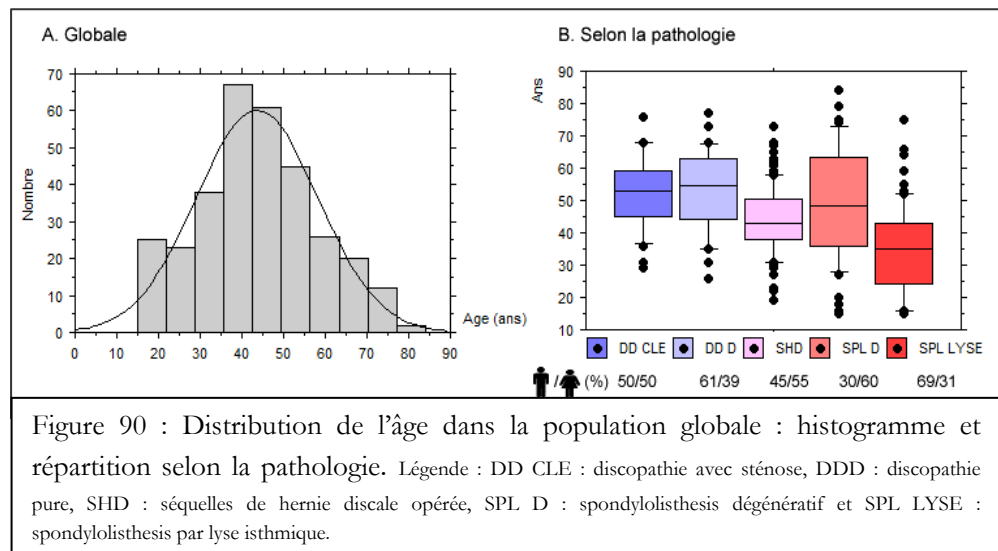 A. Globale
B. Selon la pathologie
Nombre
70
60
50
40
30
20
10
0
0 10 20 30 40 50 60 70 80 90
Age (ans)
Ans
90
80
70
60
50
40
30
20
10
DD CLE DD D SHD SPL D SPL LYSE
/ (%) 50/50 61/39 45/55 30/60 69/31
Figure 90 : Distribution de l'âge dans la population globale : histogramme et
répartition selon la pathologie. Légende : DD CLE : discopathie avec sténose, DDD : discopathie
pure, SHD : séquelles de hernie discale opérée, SPL D : spondylolisthesis dégénératif et SPL LYSE :
spondylolisthesis par lyse isthmique.